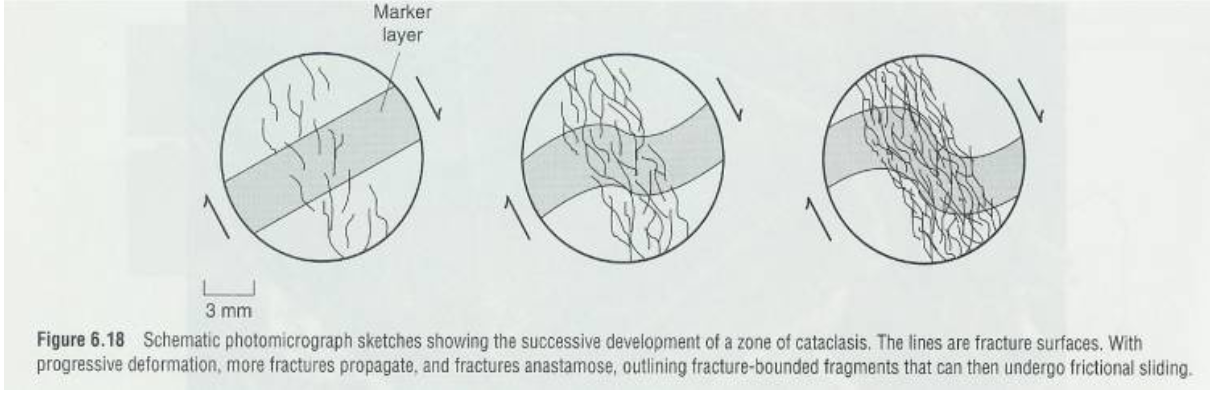 Marker
layer
3 mm
Figure 6.18 Schematic photomicrograph sketches showing the successive development of a zone of cataclasis. The lines are fracture surfaces. With
progressive deformation, more fractures propagate, and fractures anastamose, outlining fracture-bounded fragments that can then undergo frictional sliding.